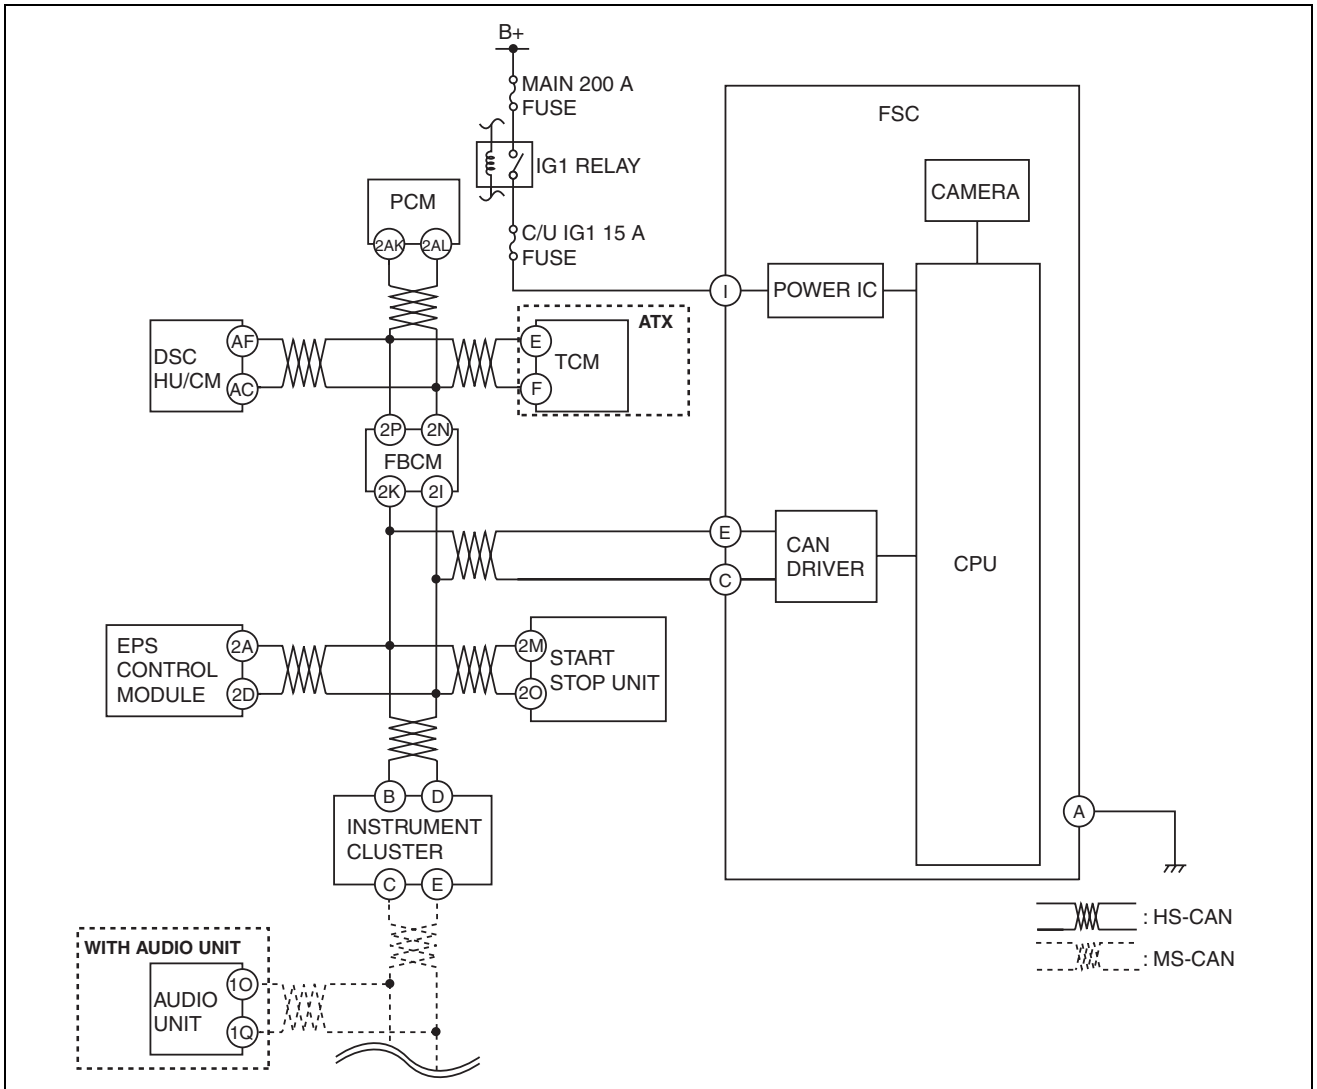 B+
MAIN 200 A
FUSE
IG1 RELAY
C/U IG1 15 A
FUSE
FSC
CAMERA
POWER IC
I
CPU
PCM
2AK
2AL
DSC
HU/CM
AF
AC
ATX
E
F
TCM
2P
2N
FBCM
2K
2I
E
C
CAN
DRIVER
EPS
CONTROL
MODULE
2A
2D
2M
2O
START
STOP UNIT
B
D
INSTRUMENT
CLUSTER
C
E
A
WITH AUDIO UNIT
AUDIO
UNIT
1O
1Q
: HS-CAN
: MS-CAN